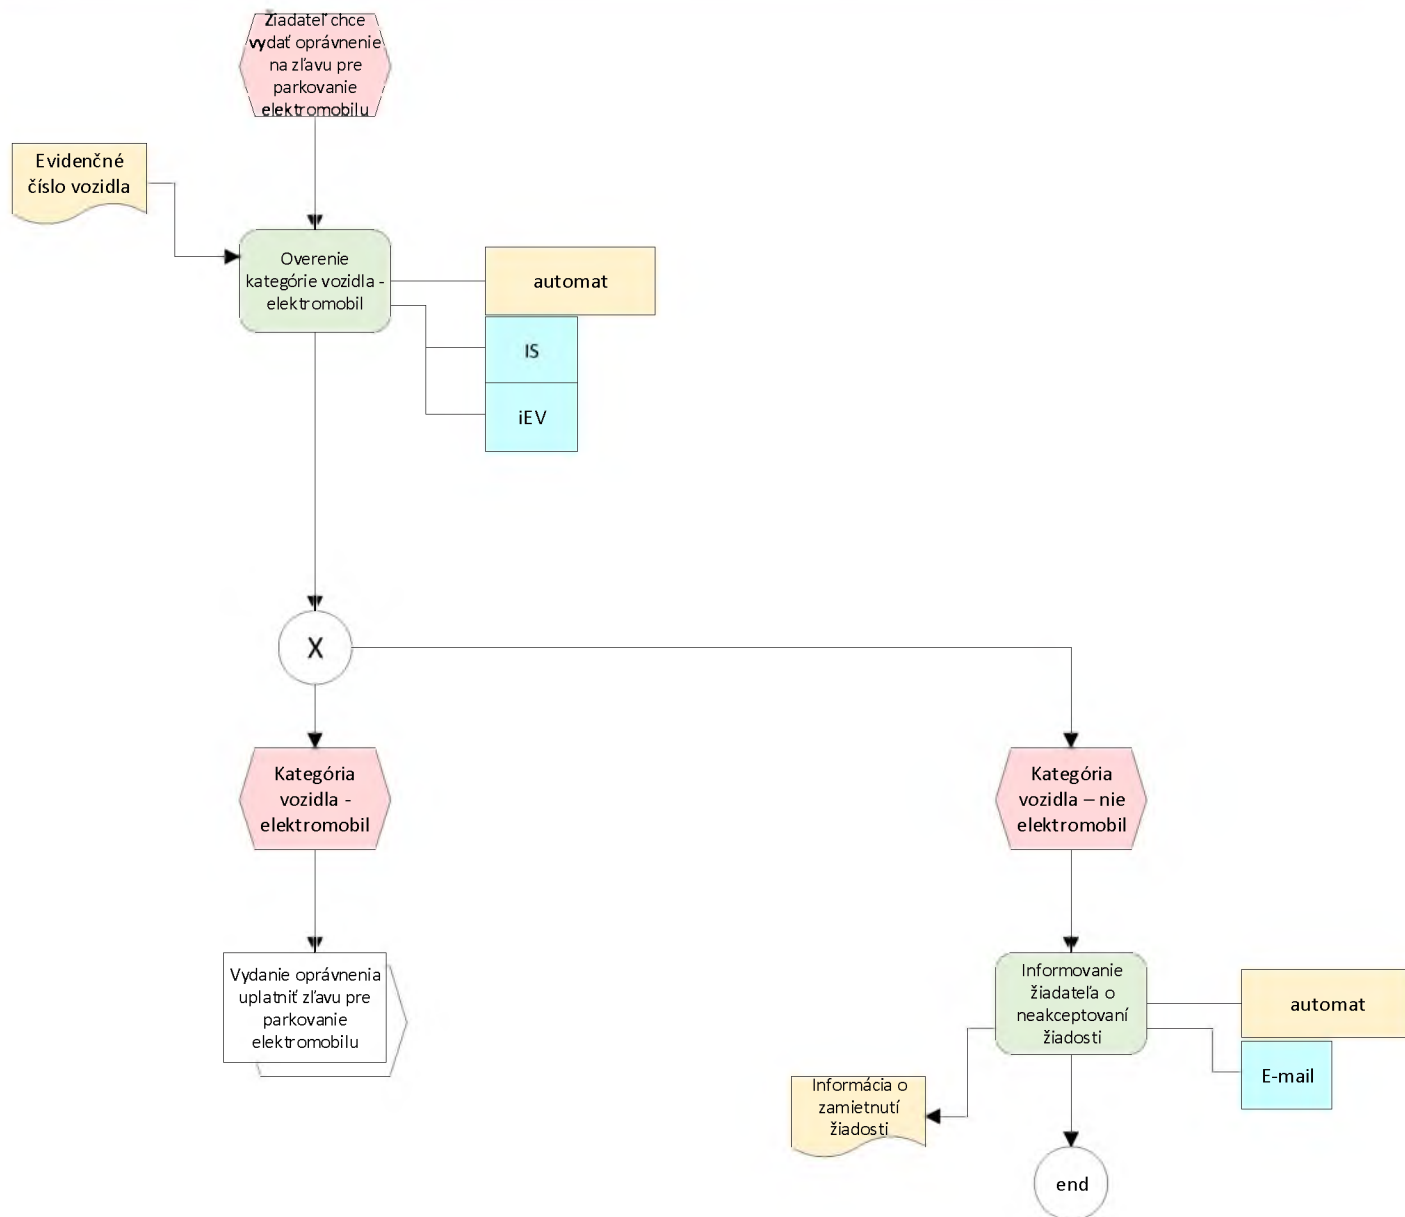 Žiadateľ chce
vydať oprávnenie
na zľavu pre
parkovanie
elektromobilu
Evidenčné
číslo vozidla
Overenie
kategórie vozidla -
elektromobil
automat
IS
iEV
X
Kategória
vozidla -
elektromobil
Kategória
vozidla – nie
elektromobil
Vydanie oprávnenia
uplatniť zľavu pre
parkovanie
elektromobilu
Informovanie
žiadateľa o
neakceptovaní
žiadosti
automat
E-mail
Informácia o
zamietnutí
žiadosti
end